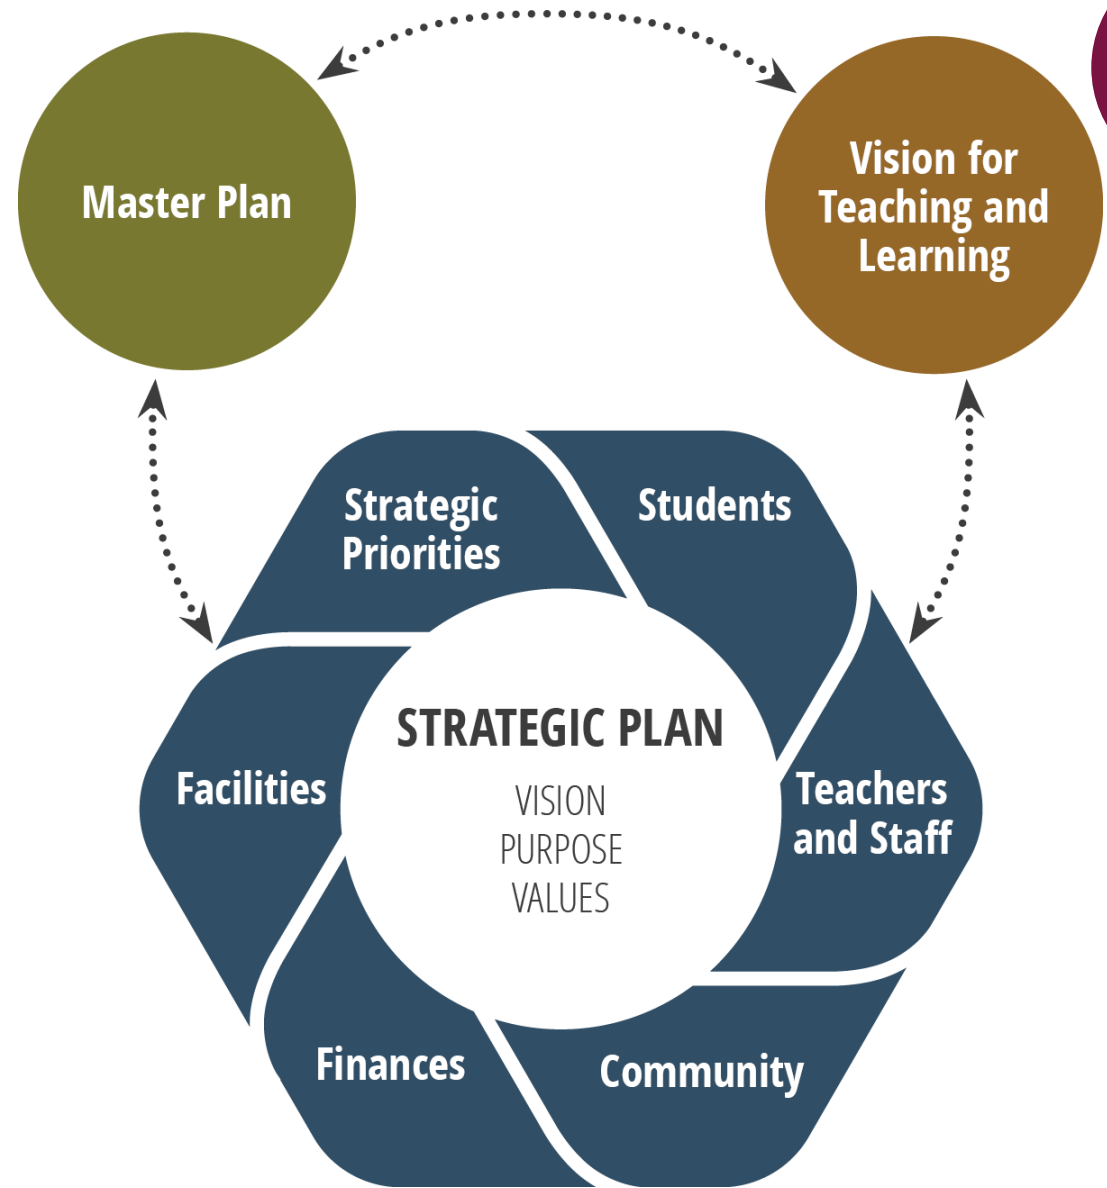 Master Plan
Vision for
Teaching and
Learning
Strategic
Priorities
Students
STRATEGIC PLAN
VISION
PURPOSE
VALUES
Facilities
Teachers
and Staff
Finances
Community